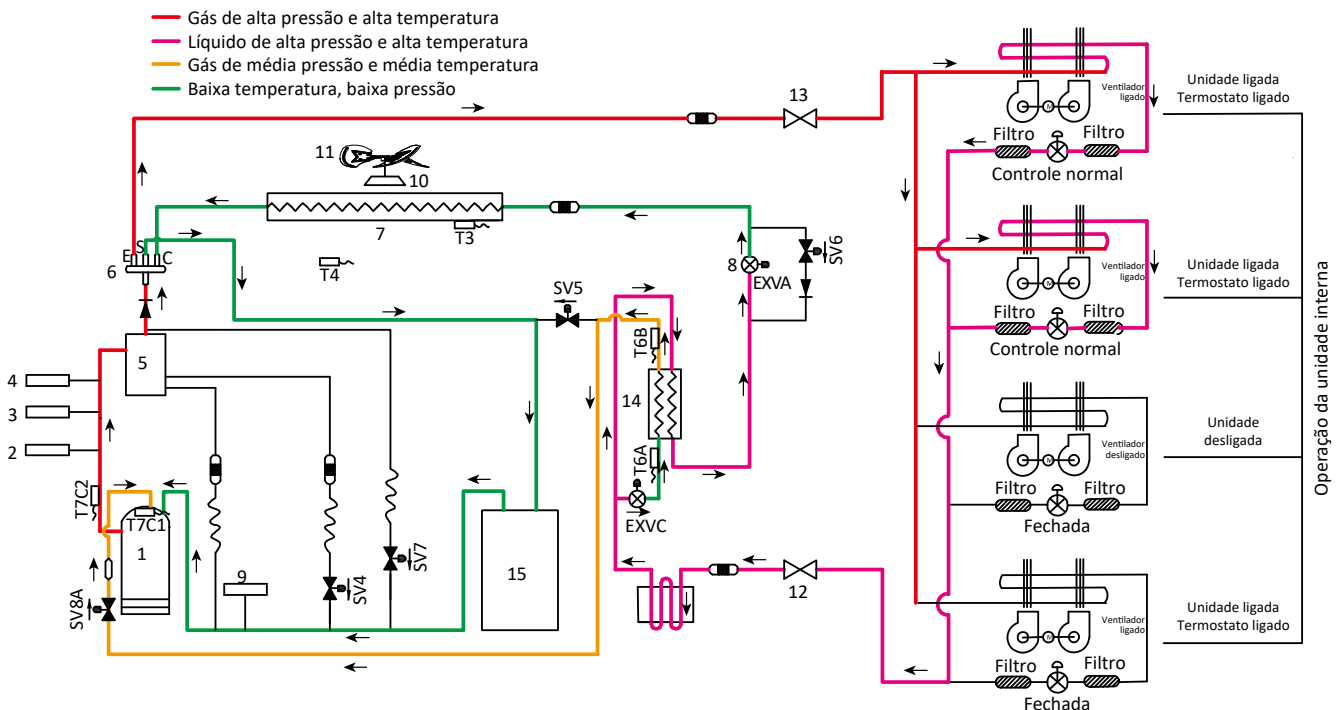 Gás de alta pressão e alta temperatura
Líquido de alta pressão e alta temperatura
Gás de média pressão e média temperatura
Baixa temperatura, baixa pressão
13
11
10
7
T3
T4
E
S
C
6
8
EXVA
SV6
SV5
T6B
14
T6A
EXVC
5
4
3
2
T7C2
T7C1
1
SV8A
9
SV4
SV7
15
12
M
Ventilador
ligado
Filtro
Filtro
Controle normal
Unidade ligada
Termostato ligado
M
Ventilador
ligado
Filtro
Filtro
Controle normal
Unidade ligada
Termostato ligado
M
Ventilador
desligado
Filtro
Filtro
Fechada
Unidade
desligada
M
Ventilador
ligado
Filtro
Filtro
Fechada
Unidade ligada
Termostato ligado
Operação da unidade interna